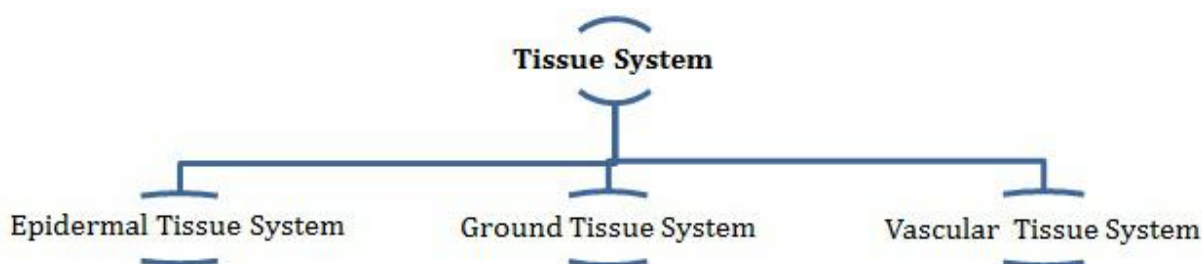 Tissue System
Epidermal Tissue System
Ground Tissue System
Vascular Tissue System